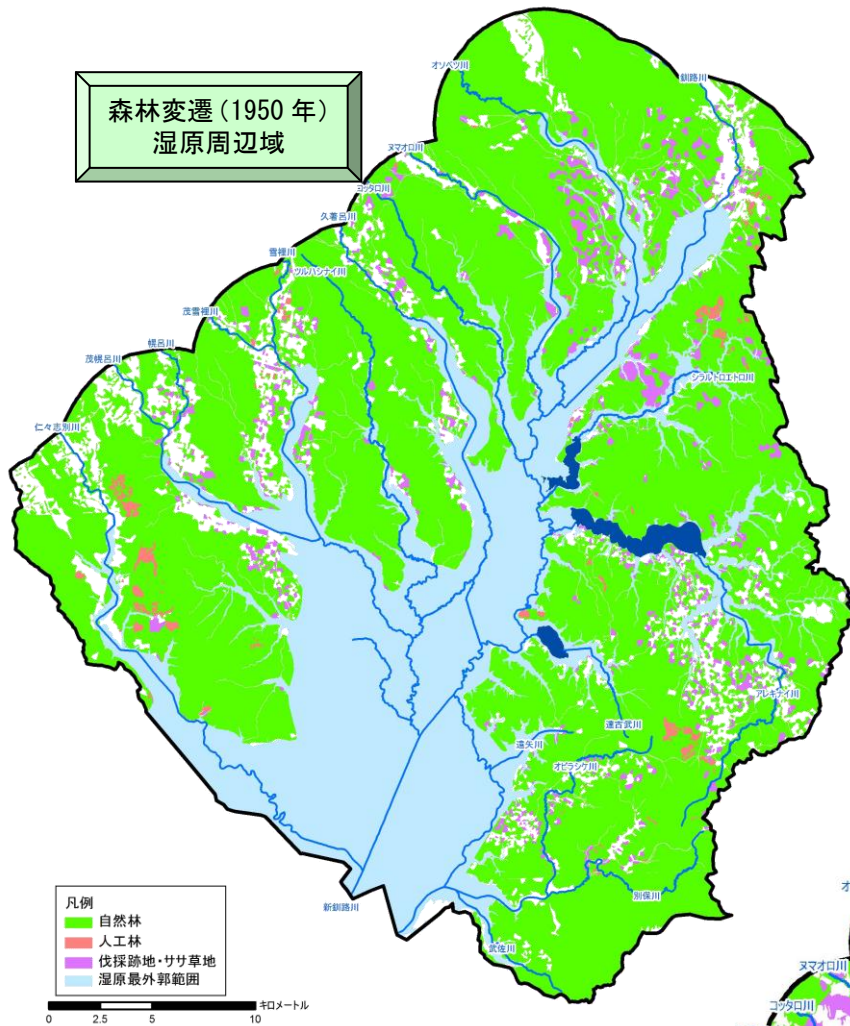 森林変遷(1950 年)
湿原周辺域
オソベツ川
釧路川
ヌマオロ川
コッタロ川
久著呂川
雪裡川
ツルハシナイ川
茂雪裡川
幌呂川
茂幌呂川
仁々志別川
シラルトロエトロ川
アレキナイ川
達古武川
遠矢川
オビラシケ川
別保川
新釧路川
武佐川
凡例
自然林
人工林
伐採跡地・ササ草地
湿原最外郭範囲
キロメートル
0 2.5 5 10
オ
ヌマオロ川
コッタロ川